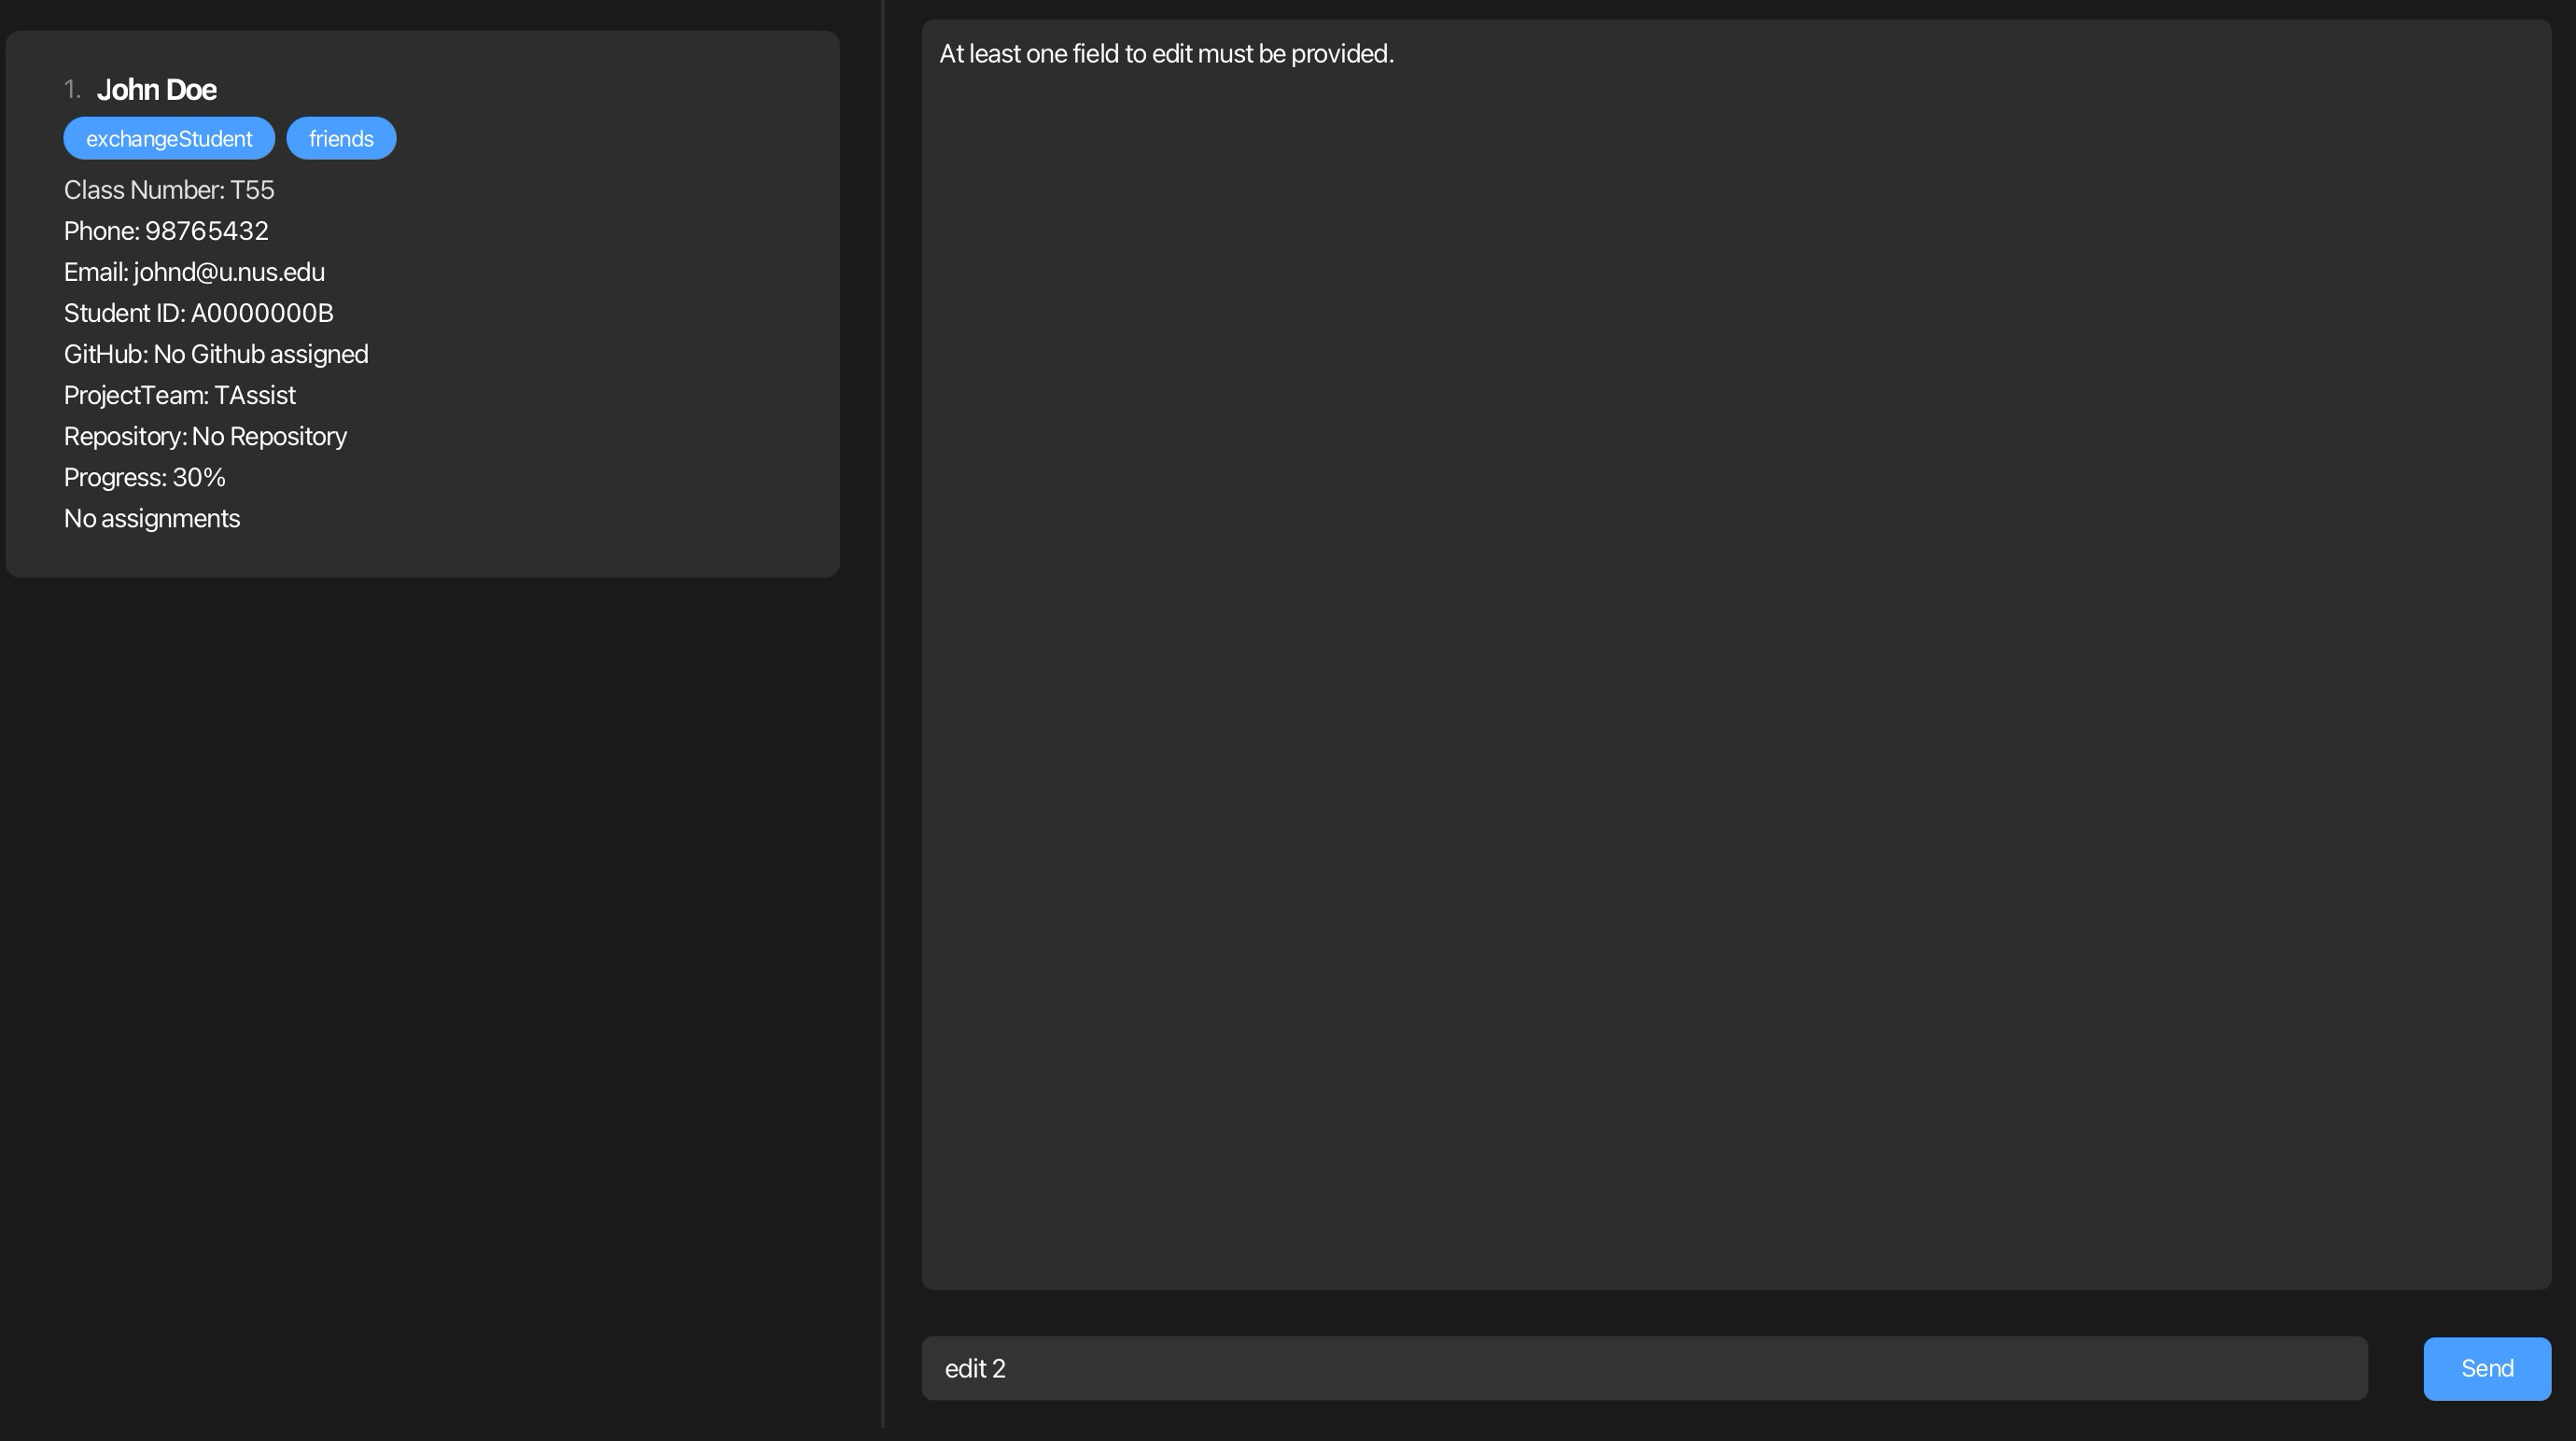 1. John Doe
exchangeStudent friends
Class Number: T55
Phone: 98765432
Email: johnd@u.nus.edu
Student ID: A0000000B
GitHub: No Github assigned
ProjectTeam: TAssist
Repository: No Repository
Progress: 30%
No assignments
At least one field to edit must be provided.
edit 2
Send